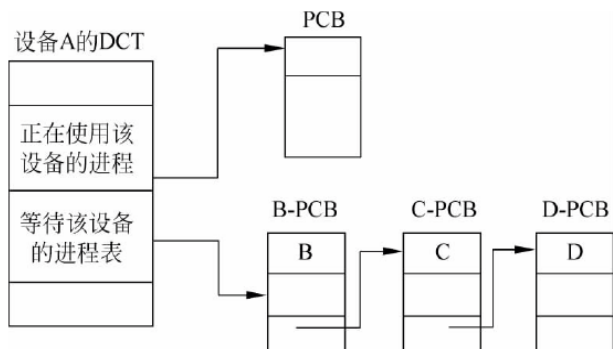 设备A的DCT
PCB
正在使用该
设备的进程
等待该设备
的进程表
B-PCB
C-PCB
D-PCB
B
C
D